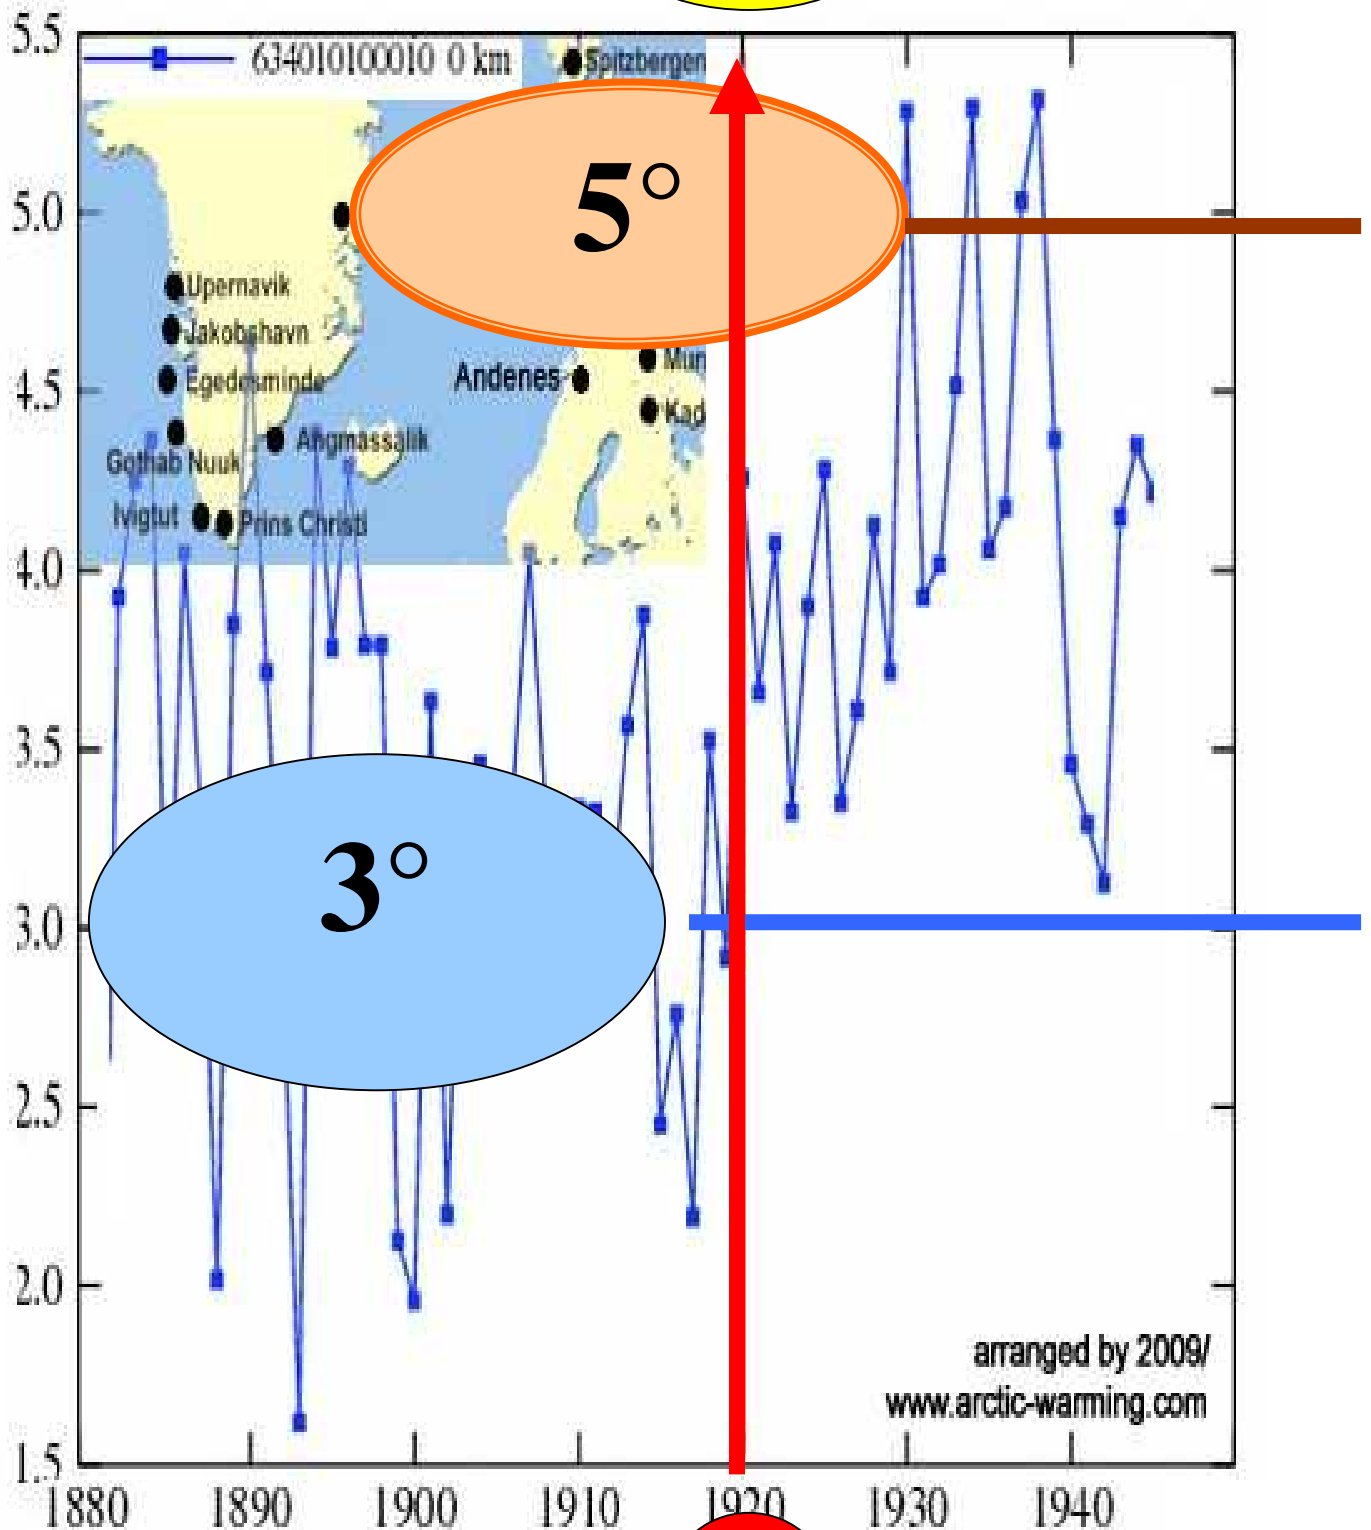 5.5
634010100010 0 km
Spitzbergen
5°
5.0
Upernavik
Jakobshavn
Egedesminde
4.5
Andenes
Angmassalik
Gothab Nuuk
Ivigtut
Prins Christi
4.0
3.5
3°
3.0
2.5
2.0
arranged by 2009/
www.arctic-warming.com
1.5
1880 1890 1900 1910 1920 1930 1940